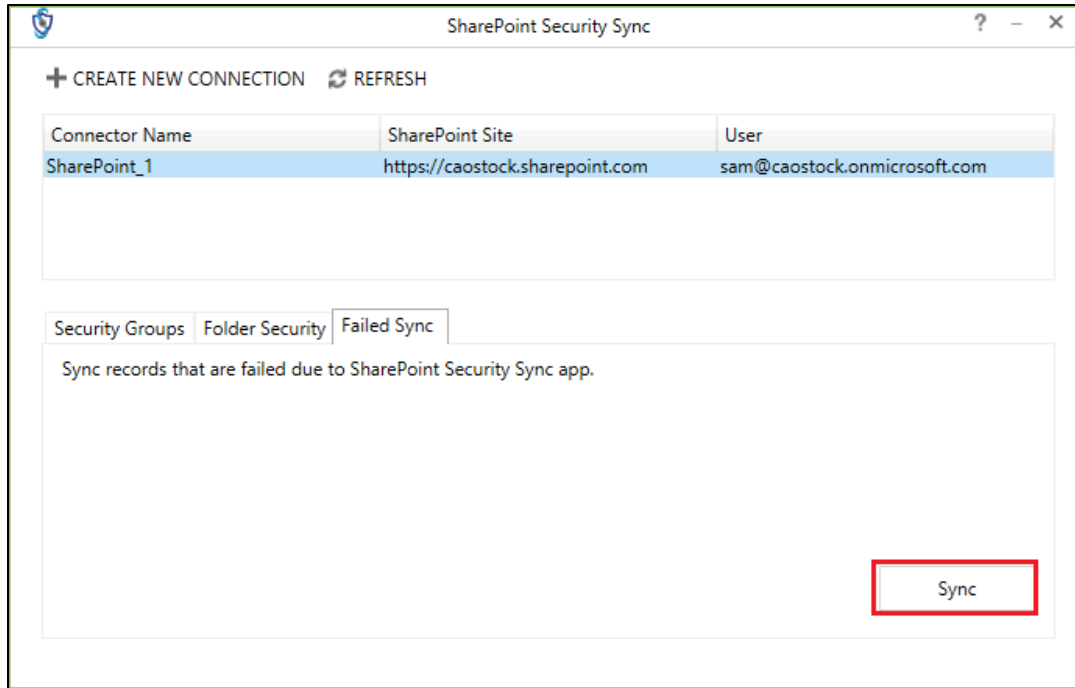 SharePoint Security Sync ? – ×
CREATE NEW CONNECTION REFRESH
Connector Name SharePoint Site User
SharePoint_1 https://caostock.sharepoint.com sam@caostock.onmicrosoft.com
Security Groups Folder Security Failed Sync
Sync records that are failed due to SharePoint Security Sync app.
Sync